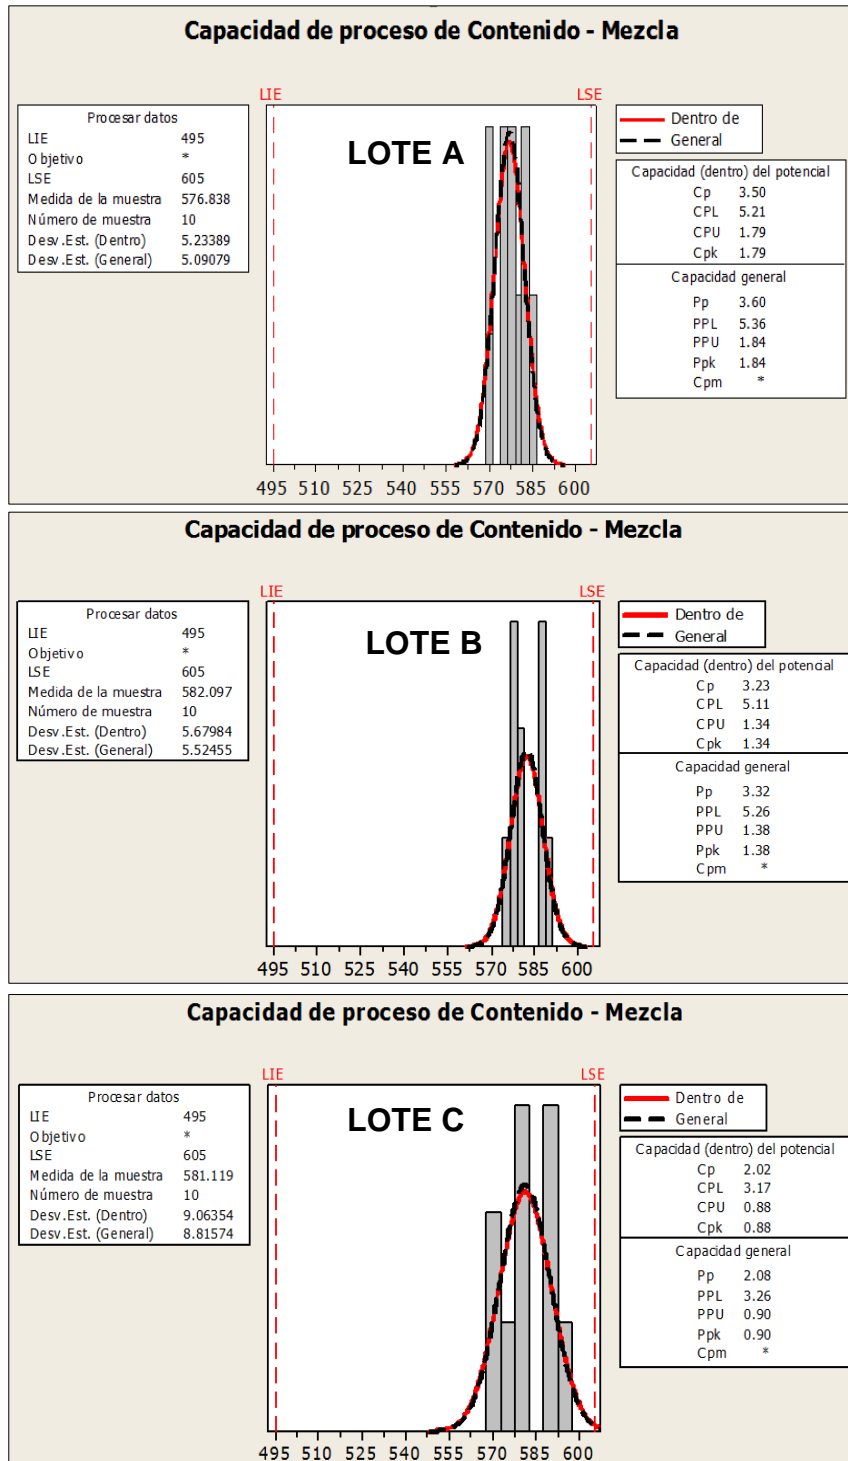 Capacidad de proceso de Contenido - Mezcla
LIE LSE
Procesar datos
LIE 495
Objetivo *
LSE 605
Medida de la muestra 576.838
Número de muestra 10
Desv.Est. (Dentro) 5.23389
Desv.Est. (General) 5.09079
LOTE A
Dentro de
General
Capacidad (dentro) del potencial
Cp 3.50
CPL 5.21
CPU 1.79
Cpk 1.79
Capacidad general
Pp 3.60
PPL 5.36
PPU 1.84
Ppk 1.84
Cpm *
495 510 525 540 555 570 585 600
Capacidad de proceso de Contenido - Mezcla
LIE LSE
Procesar datos
LIE 495
Objetivo *
LSE 605
Medida de la muestra 582.097
Número de muestra 10
Desv.Est. (Dentro) 5.67984
Desv.Est. (General) 5.52455
LOTE B
Dentro de
General
Capacidad (dentro) del potencial
Cp 3.23
CPL 5.11
CPU 1.34
Cpk 1.34
Capacidad general
Pp 3.32
PPL 5.26
PPU 1.38
Ppk 1.38
Cpm *
495 510 525 540 555 570 585 600
Capacidad de proceso de Contenido - Mezcla
LIE LSE
Procesar datos
LIE 495
Objetivo *
LSE 605
Medida de la muestra 581.119
Número de muestra 10
Desv.Est. (Dentro) 9.06354
Desv.Est. (General) 8.81574
LOTE C
Dentro de
General
Capacidad (dentro) del potencial
Cp 2.02
CPL 3.17
CPU 0.88
Cpk 0.88
Capacidad general
Pp 2.08
PPL 3.26
PPU 0.90
Ppk 0.90
Cpm *
495 510 525 540 555 570 585 600